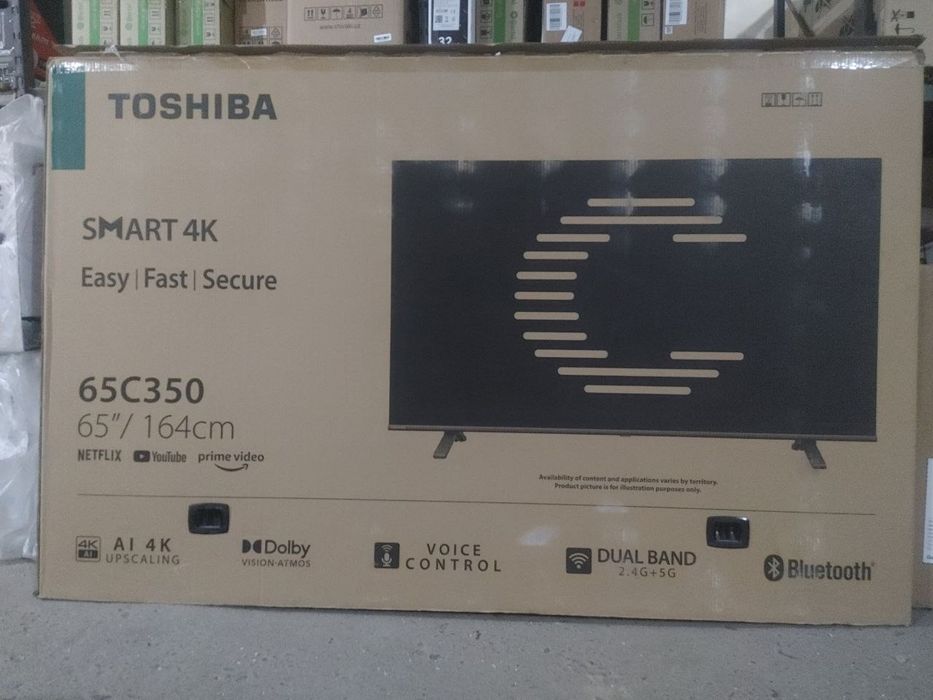 32
TOSHIBA
SMART 4K
Easy | Fast | Secure
65C350
65"/ 164cm
NETFLIX YouTube prime video
Availability of content and applications varies by territory.
Product picture is for illustration purposes only.
4K AI AI 4K UPSCALING
Dolby
VISION·ATMOS
VOICE
CONTROL
DUAL BAND
2.4G+5G
Bluetooth